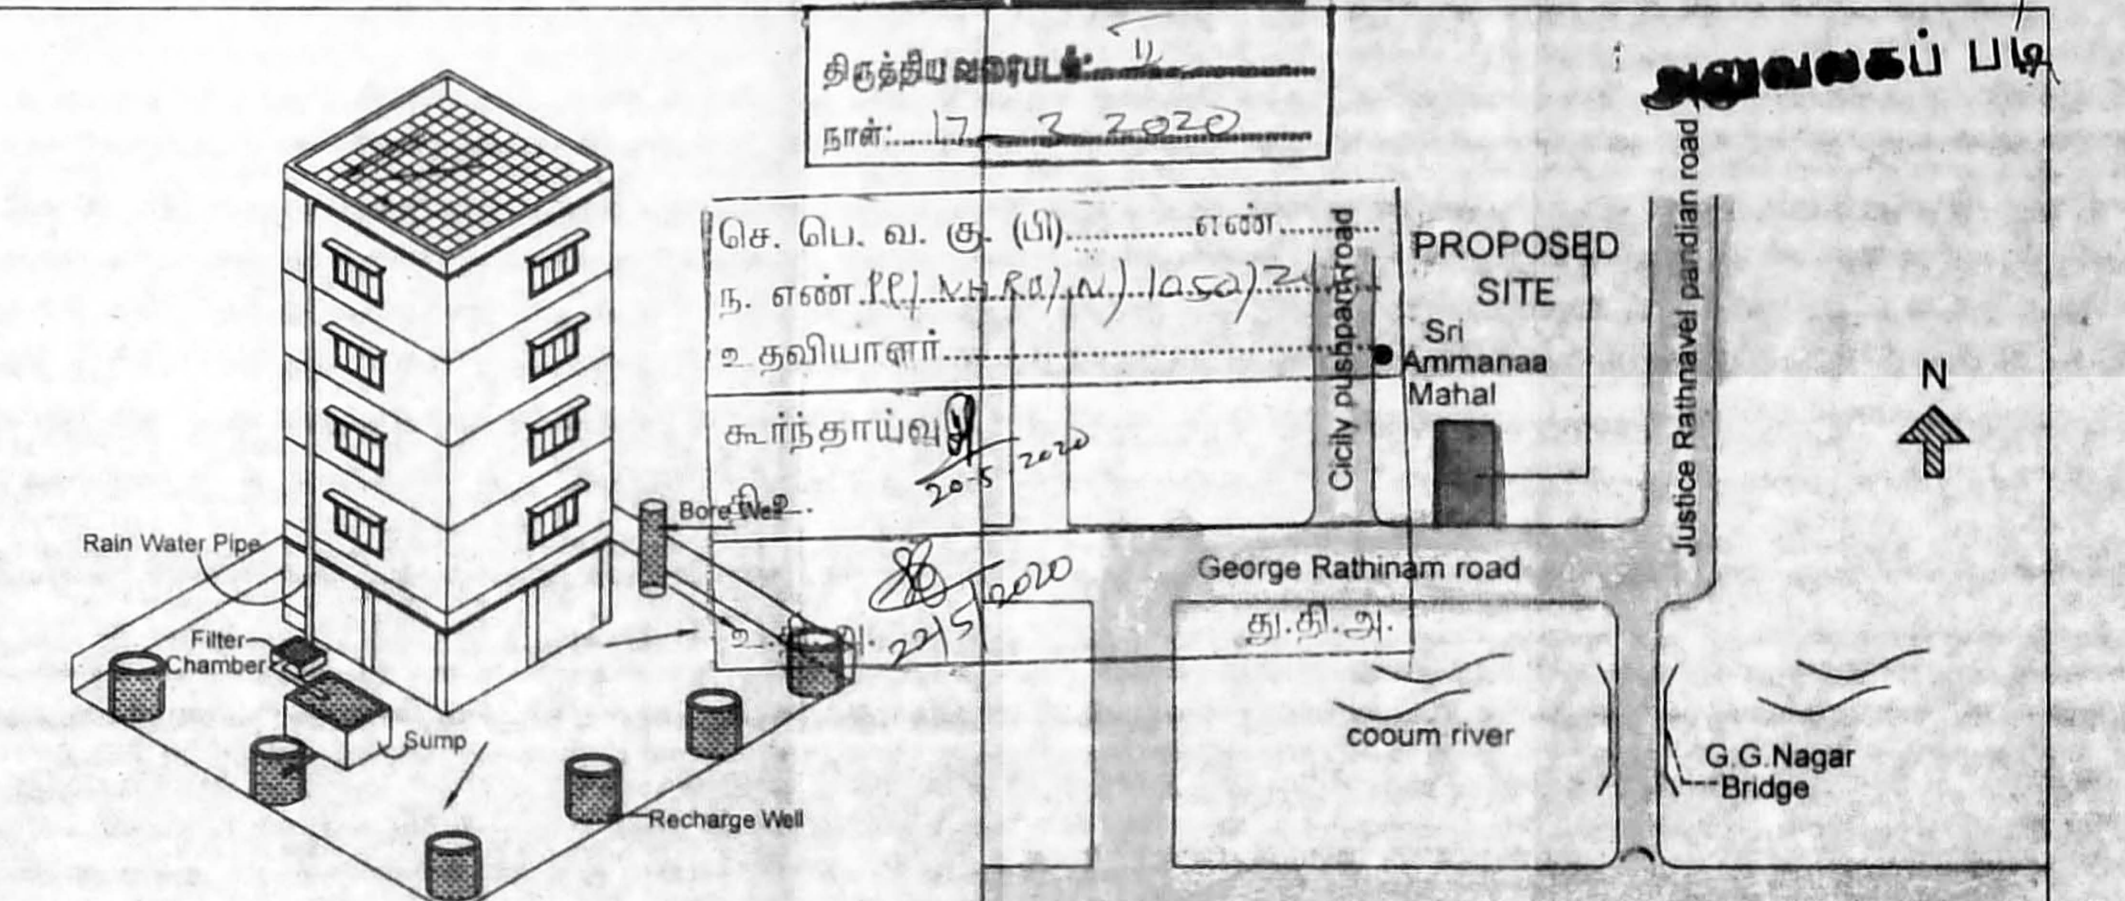 திருத்திய வரைபடம்: II
நாள்: 17 3 2020
அலுவலகப் படி
செ. பெ. வ. கு. (பி).............எண்...........
ந. எண்.
உதவியாளர்
கூர்ந்தாய்வு
20-5-2020
22/5/2020
து.தி.அ.
Rain Water Pipe
Filter
Chamber
Sump
Bore Well
Recharge Well
PROPOSED
SITE
Sri
Ammanaa
Mahal
Cicily pushpam road
Justice Rathnavel pandian road
N
George Rathinam road
cooum river
G.G.Nagar
Bridge